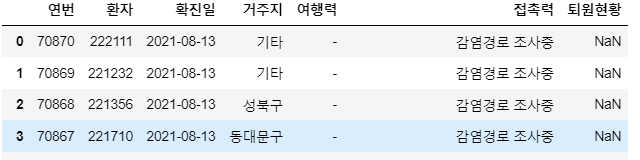 연번 환자 확진일 거주지 여행력 접촉력 퇴원현황
0 70870 222111 2021-08-13 기타 - 감염경로 조사중 NaN
1 70869 221232 2021-08-13 기타 - 감염경로 조사중 NaN
2 70868 221356 2021-08-13 성북구 - 감염경로 조사중 NaN
3 70867 221710 2021-08-13 동대문구 - 감염경로 조사중 NaN